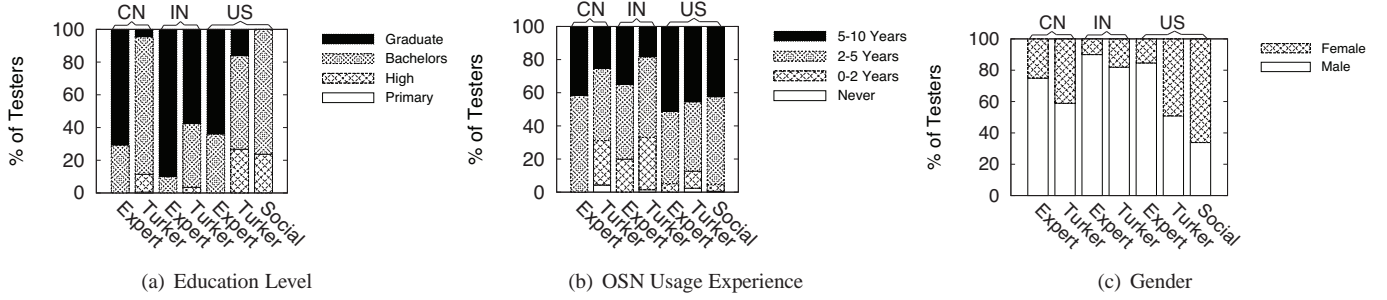 CN IN US
100
80
60
40
20
0
% of Testers
Expert Turker Expert Turker Expert Turker Social
Graduate
Bachelors
High
Primary
(a) Education Level
CN IN US
100
80
60
40
20
0
% of Testers
Expert Turker Expert Turker Expert Turker Social
5-10 Years
2-5 Years
0-2 Years
Never
(b) OSN Usage Experience
CN IN US
100
80
60
40
20
0
% of Testers
Expert Turker Expert Turker Expert Turker Social
Female
Male
(c) Gender